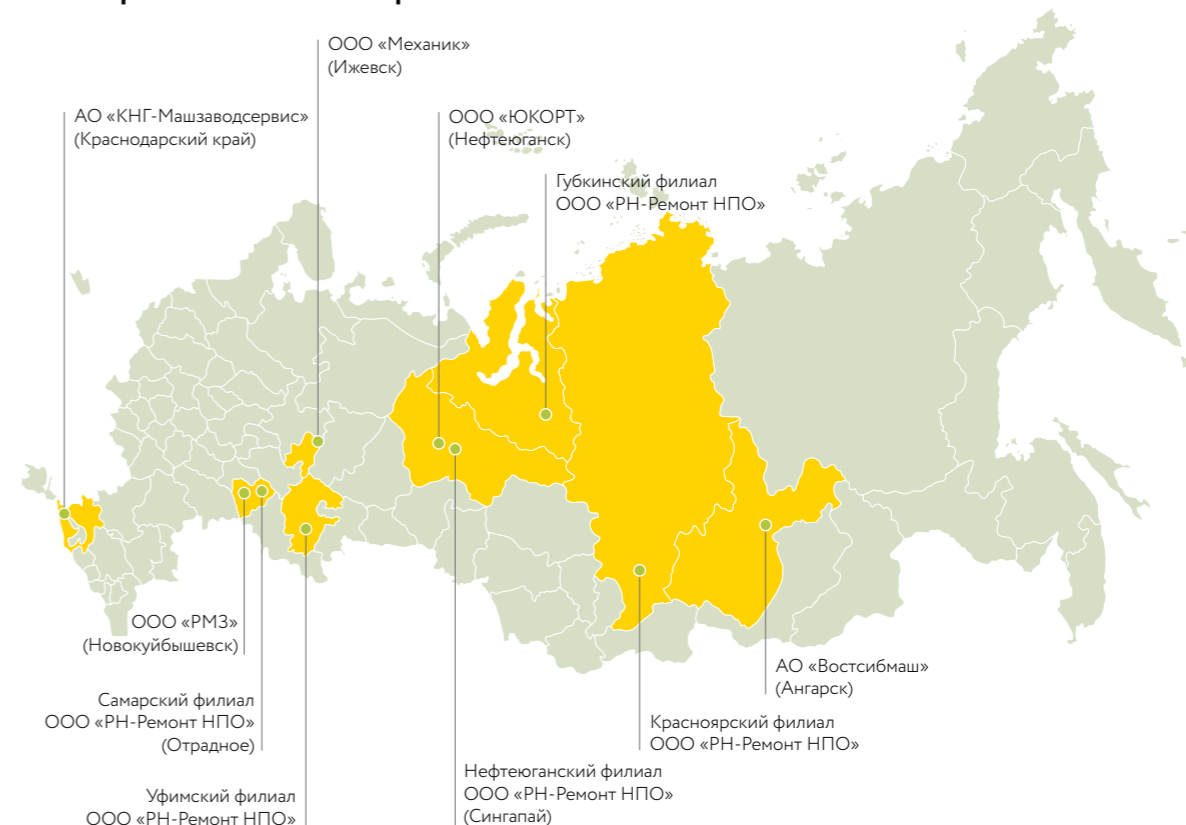 ООО «Механик»
(Ижевск)
АО «КНГ-Машзаводсервис»
(Краснодарский край)
ООО «ЮКОРТ»
(Нефтеюганск)
Губкинский филиал
ООО «РН-Ремонт НПО»
ООО «РМЗ»
(Новокуйбышевск)
АО «Востсибмаш»
(Ангарск)
Самарский филиал
ООО «РН-Ремонт НПО»
(Отрадное)
Красноярский филиал
ООО «РН-Ремонт НПО»
Нефтеюганский филиал
ООО «РН-Ремонт НПО»
(Сингапай)
Уфимский филиал
ООО «РН-Ремонт НПО»